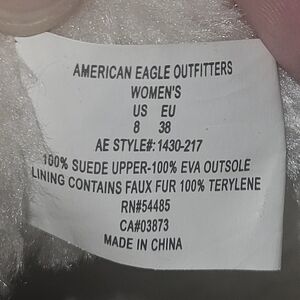 AMERICAN EAGLE OUTFITTERS
WOMEN'S
US EU
8 38
AE STYLE#: 1430-217
100% SUEDE UPPER-100% EVA OUTSOLE
LINING CONTAINS FAUX FUR 100% TERYLENE
RN#54485
CA#03873
MADE IN CHINA